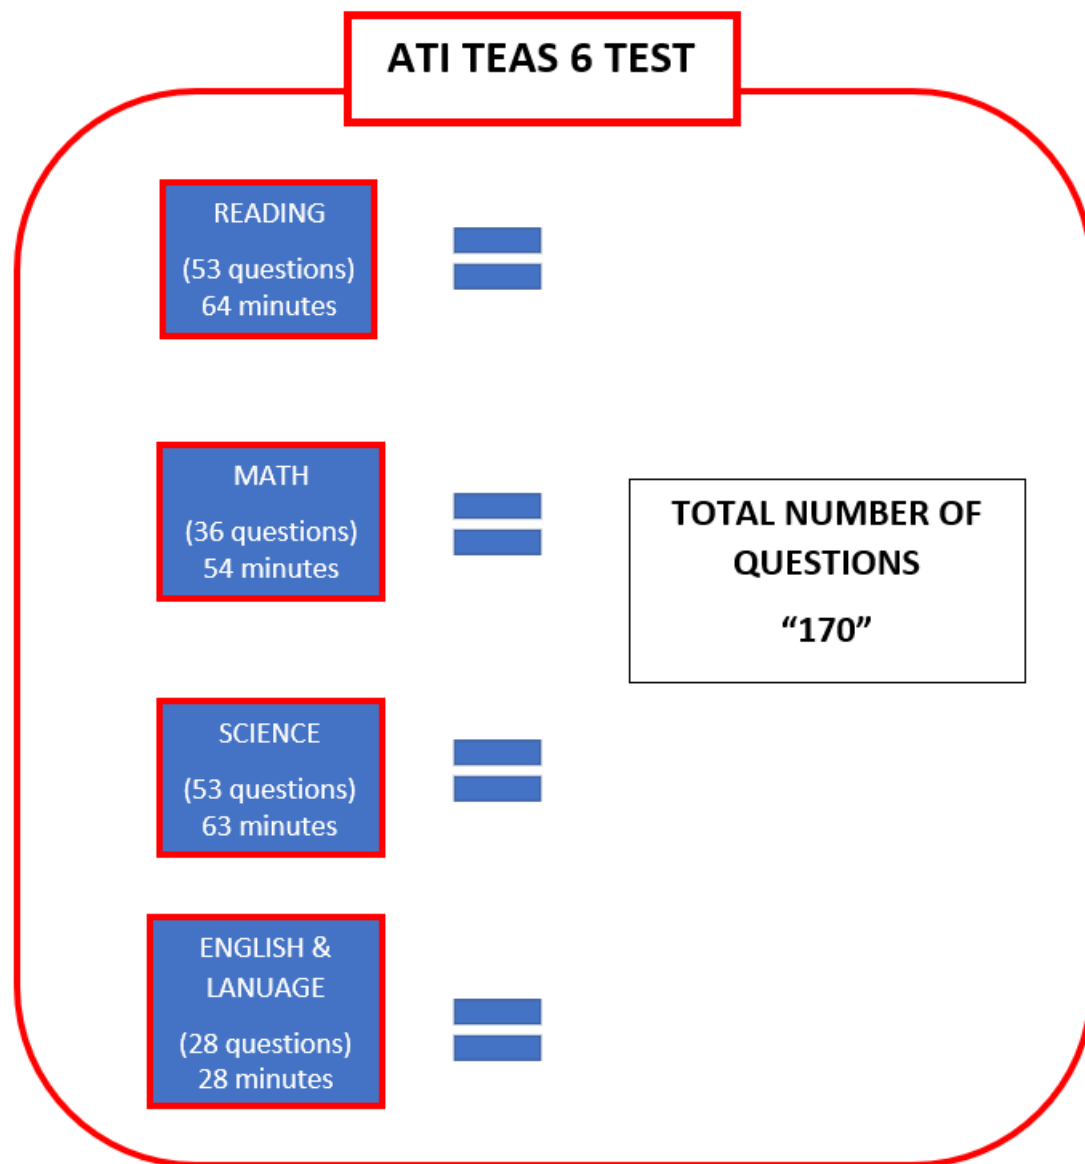 ATI TEAS 6 TEST
READING
(53 questions)
64 minutes
MATH
(36 questions)
54 minutes
TOTAL NUMBER OF
QUESTIONS
“170”
SCIENCE
(53 questions)
63 minutes
ENGLISH &
LANUAGE
(28 questions)
28 minutes